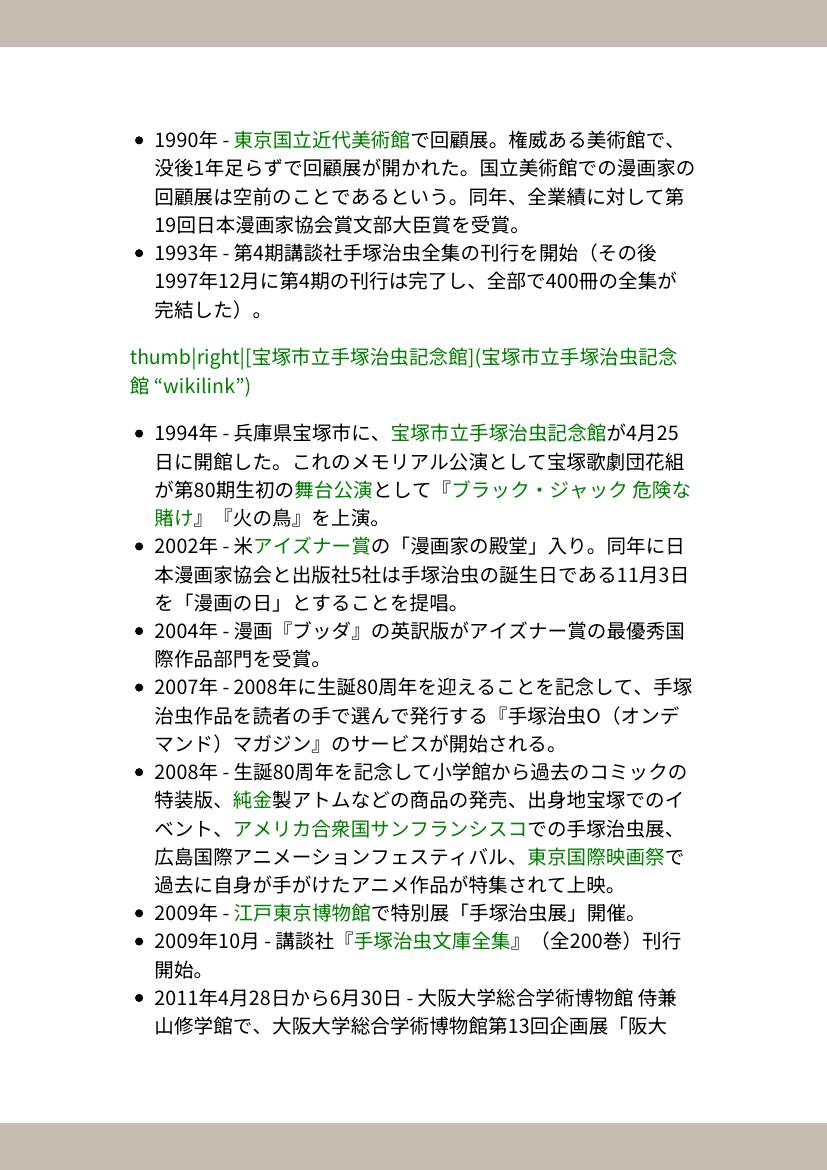 • 1990年 - 東京国立近代美術館で回顧展。権威ある美術館で、
没後1年足らずで回顧展が開かれた。国立美術館での漫画家の
回顧展は空前のことであるという。同年、全業績に対して第
19回日本漫画家協会賞文部大臣賞を受賞。
• 1993年 - 第4期講談社手塚治虫全集の刊行を開始（その後
1997年12月に第4期の刊行は完了し、全部で400冊の全集が
完結した）。
thumb|right|[宝塚市立手塚治虫記念館](宝塚市立手塚治虫記念
館 “wikilink”)
• 1994年 - 兵庫県宝塚市に、宝塚市立手塚治虫記念館が4月25
日に開館した。これのメモリアル公演として宝塚歌劇団花組
が第80期生初の舞台公演として『ブラック・ジャック 危険な
賭け』『火の鳥』を上演。
• 2002年 - 米アイズナー賞の「漫画家の殿堂」入り。同年に日
本漫画家協会と出版社5社は手塚治虫の誕生日である11月3日
を「漫画の日」とすることを提唱。
• 2004年 - 漫画『ブッダ』の英訳版がアイズナー賞の最優秀国
際作品部門を受賞。
• 2007年 - 2008年に生誕80周年を迎えることを記念して、手塚
治虫作品を読者の手で選んで発行する『手塚治虫O（オンデ
マンド）マガジン』のサービスが開始される。
• 2008年 - 生誕80周年を記念して小学館から過去のコミックの
特装版、純金製アトムなどの商品の発売、出身地宝塚でのイ
ベント、アメリカ合衆国サンフランシスコでの手塚治虫展、
広島国際アニメーションフェスティバル、東京国際映画祭で
過去に自身が手がけたアニメ作品が特集されて上映。
• 2009年 - 江戸東京博物館で特別展「手塚治虫展」開催。
• 2009年10月 - 講談社『手塚治虫文庫全集』（全200巻）刊行
開始。
• 2011年4月28日から6月30日 - 大阪大学総合学術博物館 侍兼
山修学館で、大阪大学総合学術博物館第13回企画展「阪大